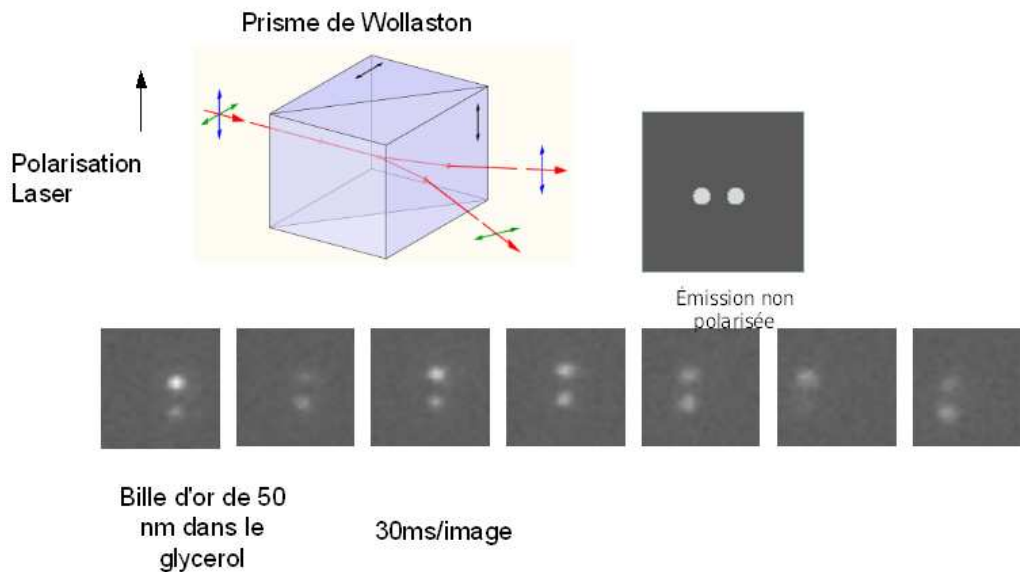 Prisme de Wollaston
Polarisation
Laser
Émission non
polarisée
Bille d'or de 50
nm dans le
glycerol
30ms/image